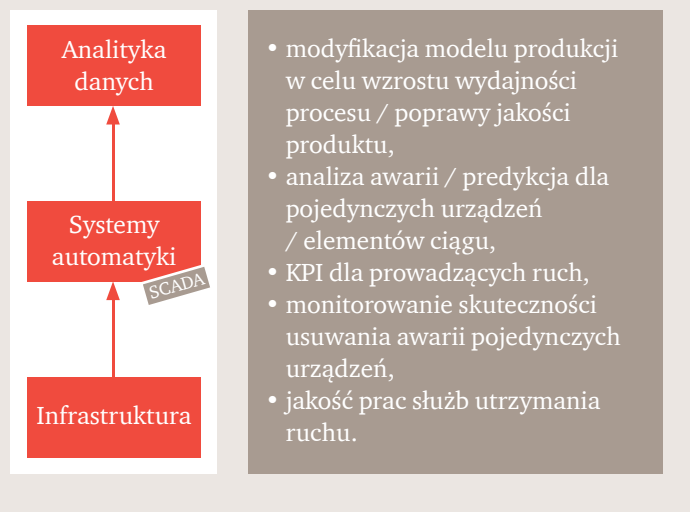 Analityka
danych
Systemy
automatyki
SCADA
Infrastruktura
• modyfikacja modelu produkcji
w celu wzrostu wydajności
procesu / poprawy jakości
produktu,
• analiza awarii / predykcja dla
pojedynczych urządzeń
/ elementów ciągu,
• KPI dla prowadzących ruch,
• monitorowanie skuteczności
usuwania awarii pojedynczych
urządzeń,
• jakość prac służb utrzymania
ruchu.